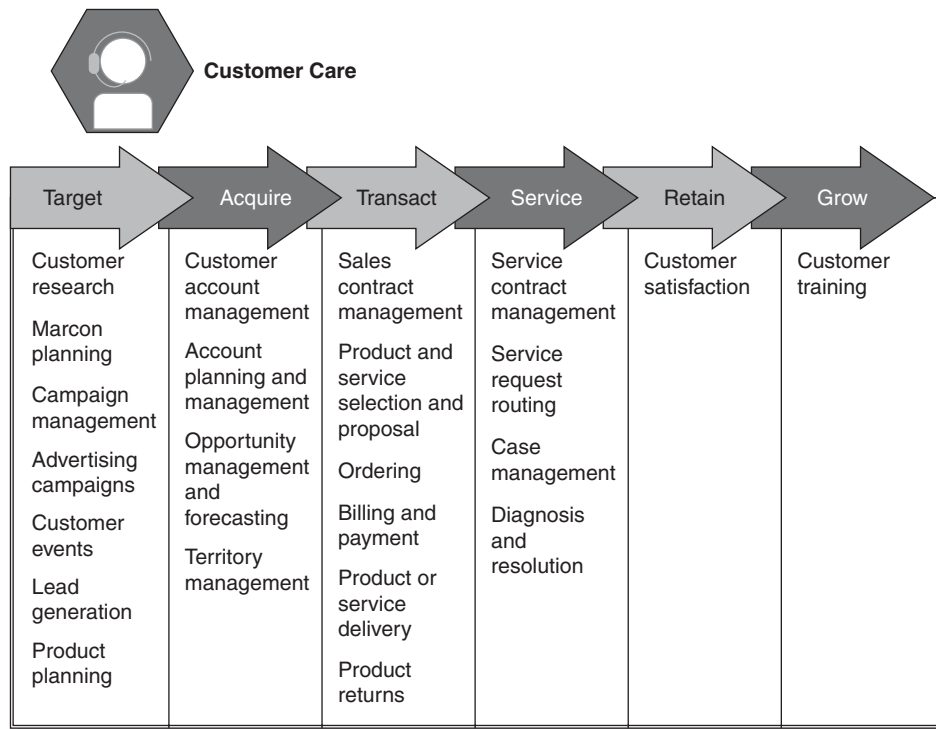 Customer Care
Target
Acquire
Transact
Service
Retain
Grow
Customer
research
Marcon
planning
Campaign
management
Advertising
campaigns
Customer
events
Lead
generation
Product
planning
Customer
account
management
Account
planning and
management
Opportunity
management
and
forecasting
Territory
management
Sales
contract
management
Product and
service
selection and
proposal
Ordering
Billing and
payment
Product or
service
delivery
Product
returns
Service
contract
management
Service
request
routing
Case
management
Diagnosis
and
resolution
Customer
satisfaction
Customer
training